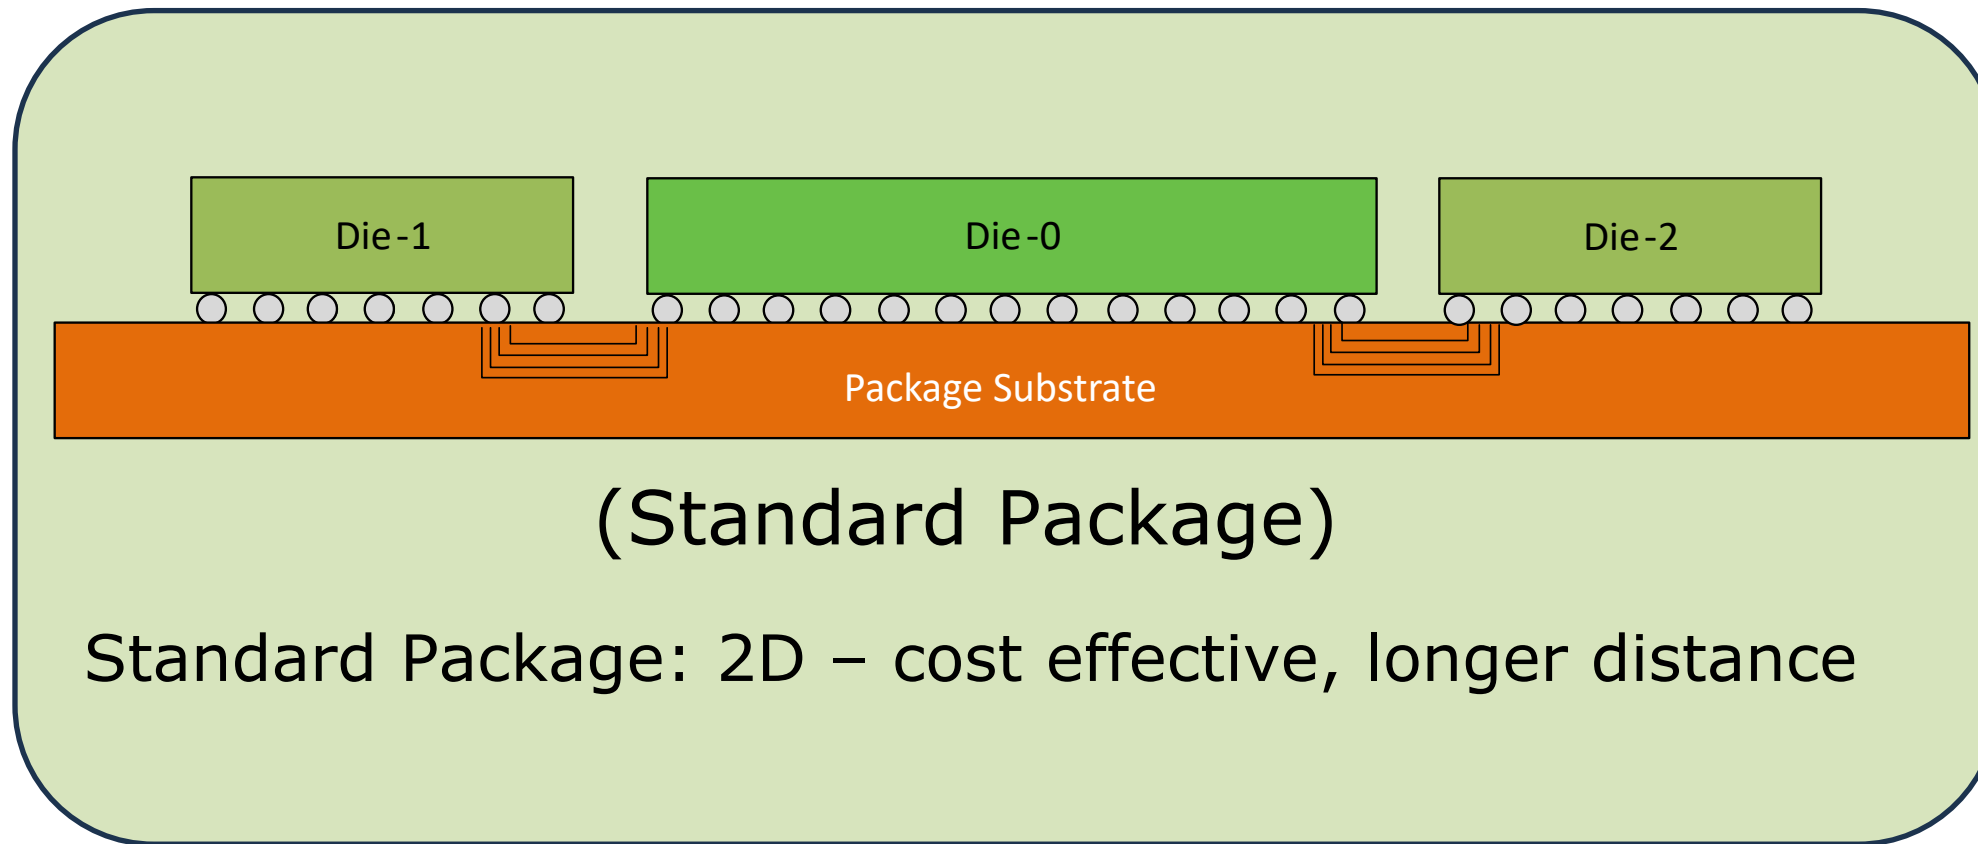 Die-1
Die-0
Die-2
Package Substrate
(Standard Package)
Standard Package: 2D – cost effective, longer distance